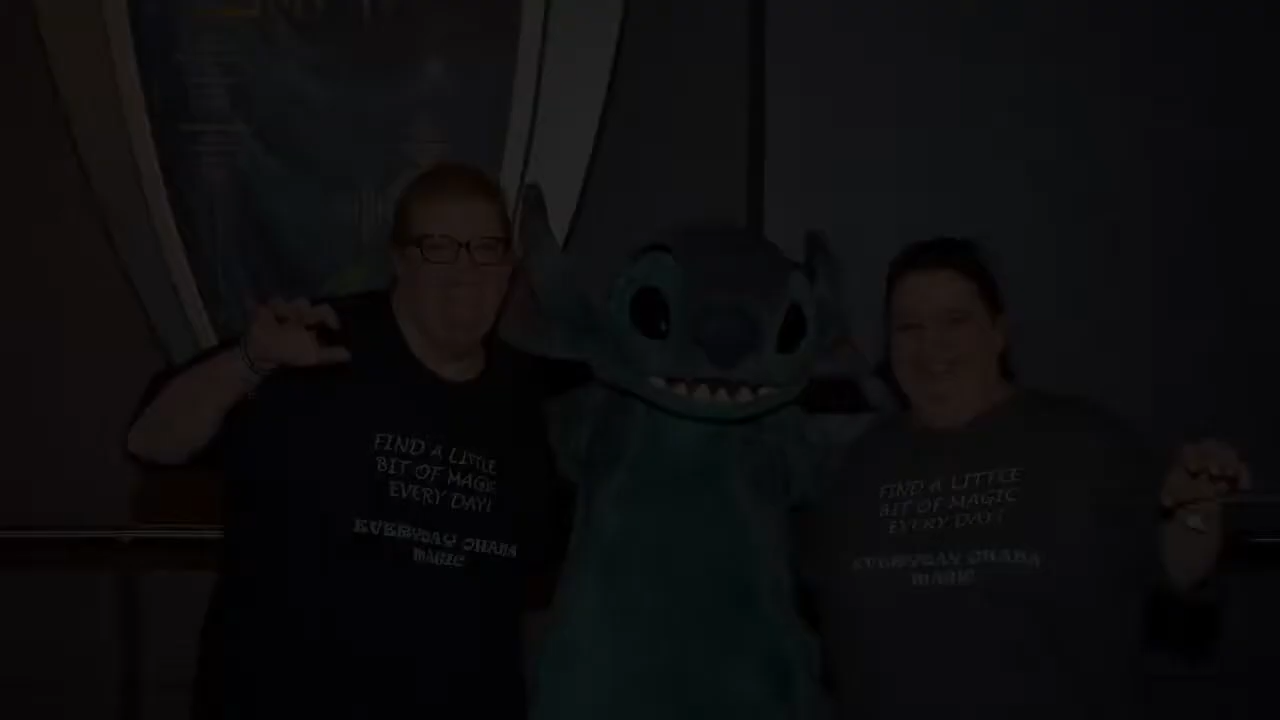 FIND A LITTLE
BIT OF MAGIC
EVERY DAY!
EVERYDAY OHANA
MAGIC
FIND A LITTLE
BIT OF MAGIC
EVERY DAY!
EVERYDAY OHANA
MAGIC